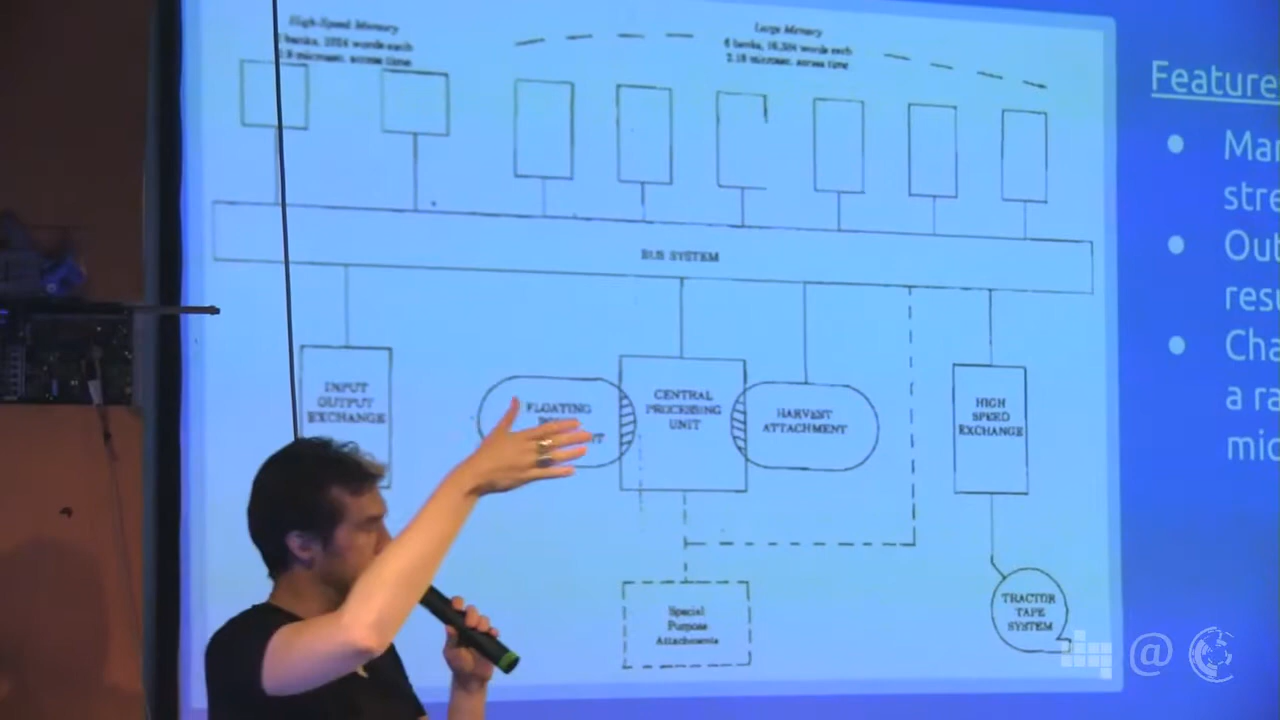 High-Speed Memory
banks, 1024 words each
microsec. access time
Large Memory
6 banks, 16,384 words each
2.18 microsec. access time
BUS SYSTEM
INPUT
OUTPUT
EXCHANGE
FLOATING
CENTRAL
PROCESSING
UNIT
HARVEST
ATTACHMENT
HIGH
SPEED
EXCHANGE
Special
Purpose
Attachments
TRACTOR
TAPE
SYSTEM
Feature
• Mar
stre
• Out
resu
• Cha
a ra
mic
@